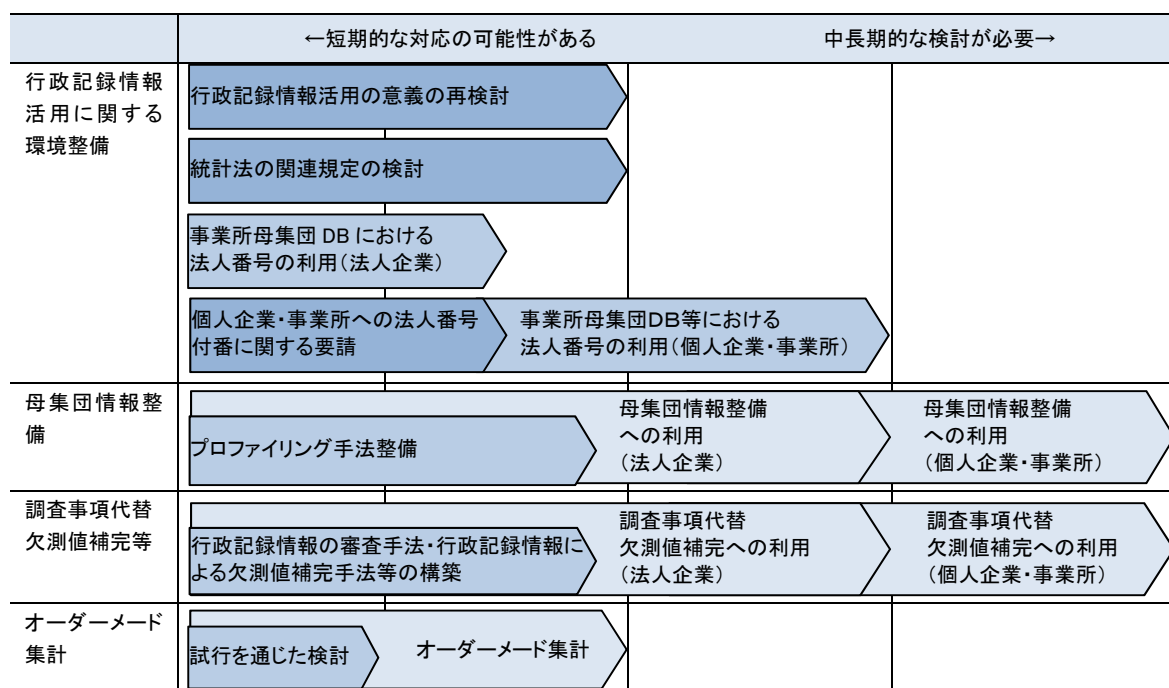 ←短期的な対応の可能性がある
中長期的な検討が必要→
行政記録情報
活用に関する
環境整備
行政記録情報活用の意義の再検討
統計法の関連規定の検討
事業所母集団 DB における
法人番号の利用(法人企業)
個人企業・事業所への法人番号
付番に関する要請
事業所母集団DB等における
法人番号の利用(個人企業・事業所)
母集団情報整
備
プロファイリング手法整備
母集団情報整備
への利用
(法人企業)
母集団情報整備
への利用
(個人企業・事業所)
調査事項代替
欠測値補完等
行政記録情報の審査手法・行政記録情報に
よる欠測値補完手法等の構築
調査事項代替
欠測値補完への利用
(法人企業)
調査事項代替
欠測値補完への利用
(個人企業・事業所)
オーダーメード
集計
試行を通じた検討
オーダーメード集計